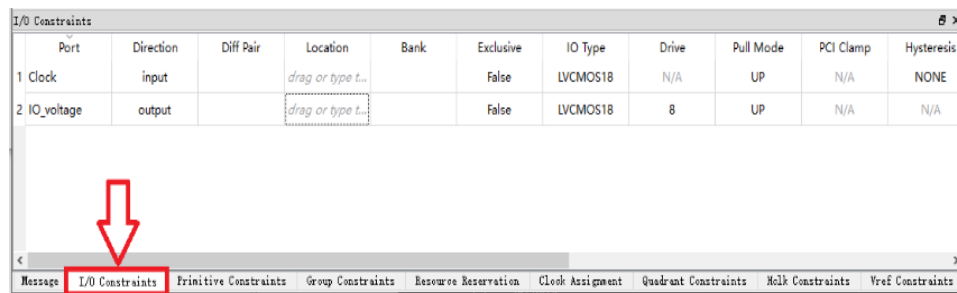 I/O Constraints
Port Direction Diff Pair Location Bank Exclusive IO Type Drive Pull Mode PCI Clamp Hysteresis
1 Clock input drag or type t... False LVCMOS18 N/A UP N/A NONE
2 IO_voltage output drag or type t... False LVCMOS18 8 UP N/A N/A
Message I/O Constraints Primitive Constraints Group Constraints Resource Reservation Clock Assignment Quadrant Constraints Hclk Constraints Vref Constraints